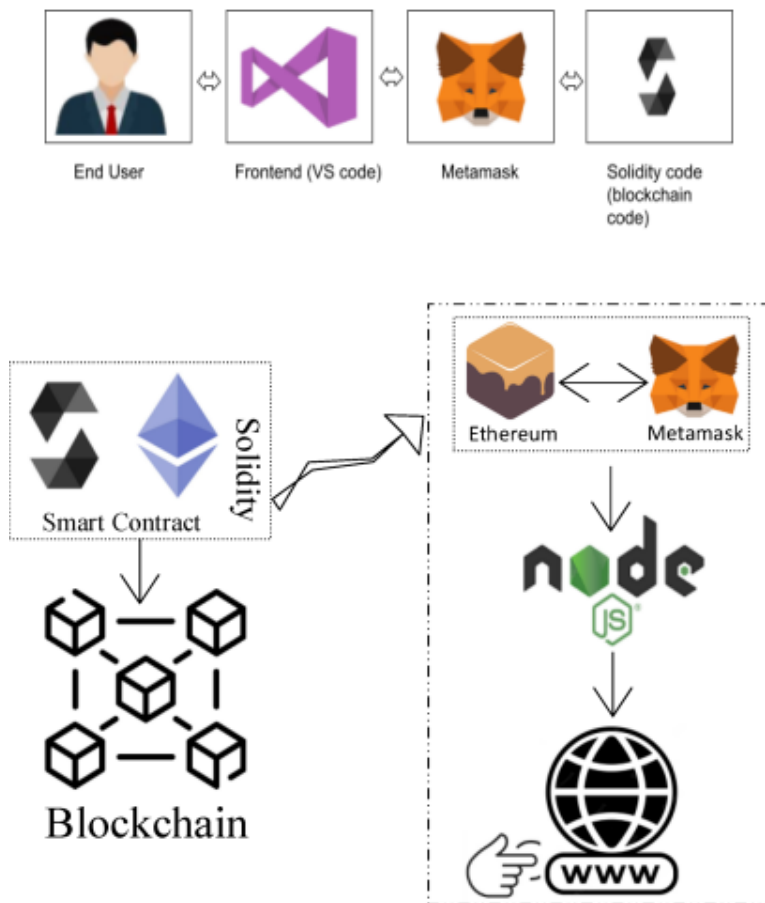 End User
Frontend (VS code)
Metamask
Solidity code
(blockchain
code)
Smart Contract
Solidity
Ethereum
Metamask
node
JS
Blockchain
www